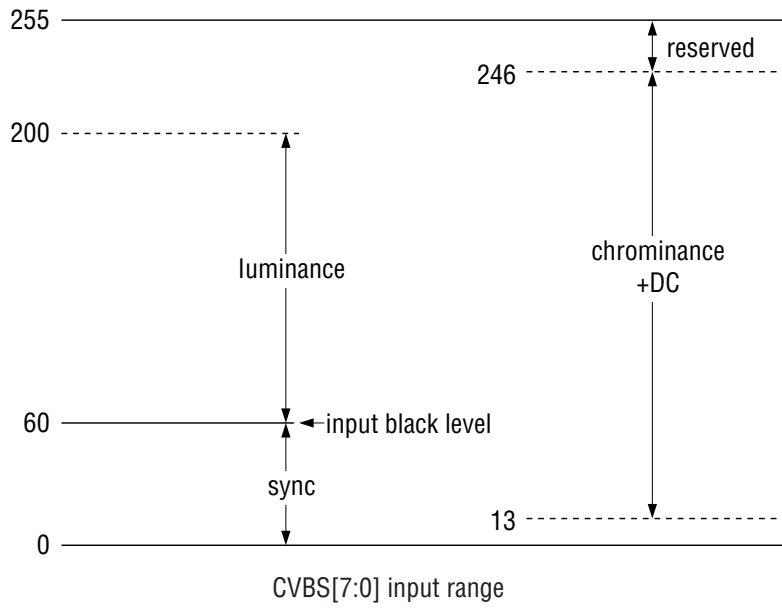 255
reserved
246
200
luminance
chrominance
+DC
60
input black level
sync
13
0
CVBS[7:0] input range